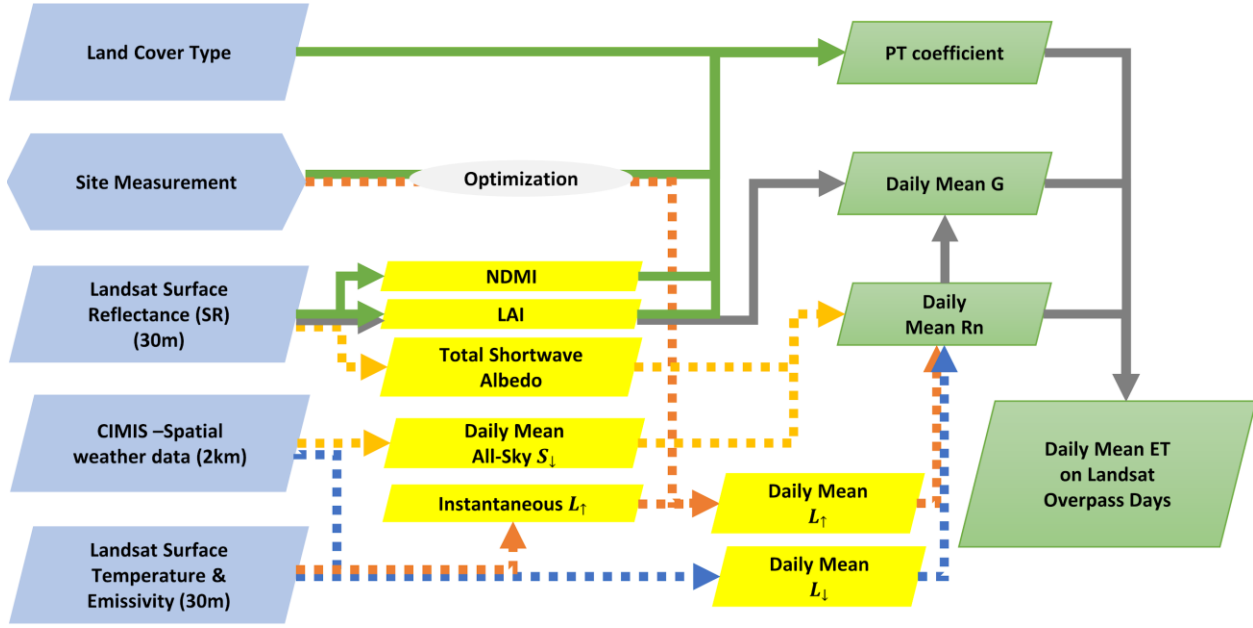 Land Cover Type
PT coefficient
Site Measurement
Optimization
Daily Mean G
Landsat Surface
Reflectance (SR)
(30m)
NDMI
LAI
Total Shortwave
Albedo
Daily
Mean Rn
CIMIS –Spatial
weather data (2km)
Daily Mean
All-Sky S↓
Instantaneous L↑
Daily Mean
L↑
Daily Mean ET
on Landsat
Overpass Days
Landsat Surface
Temperature &
Emissivity (30m)
Daily Mean
L↓